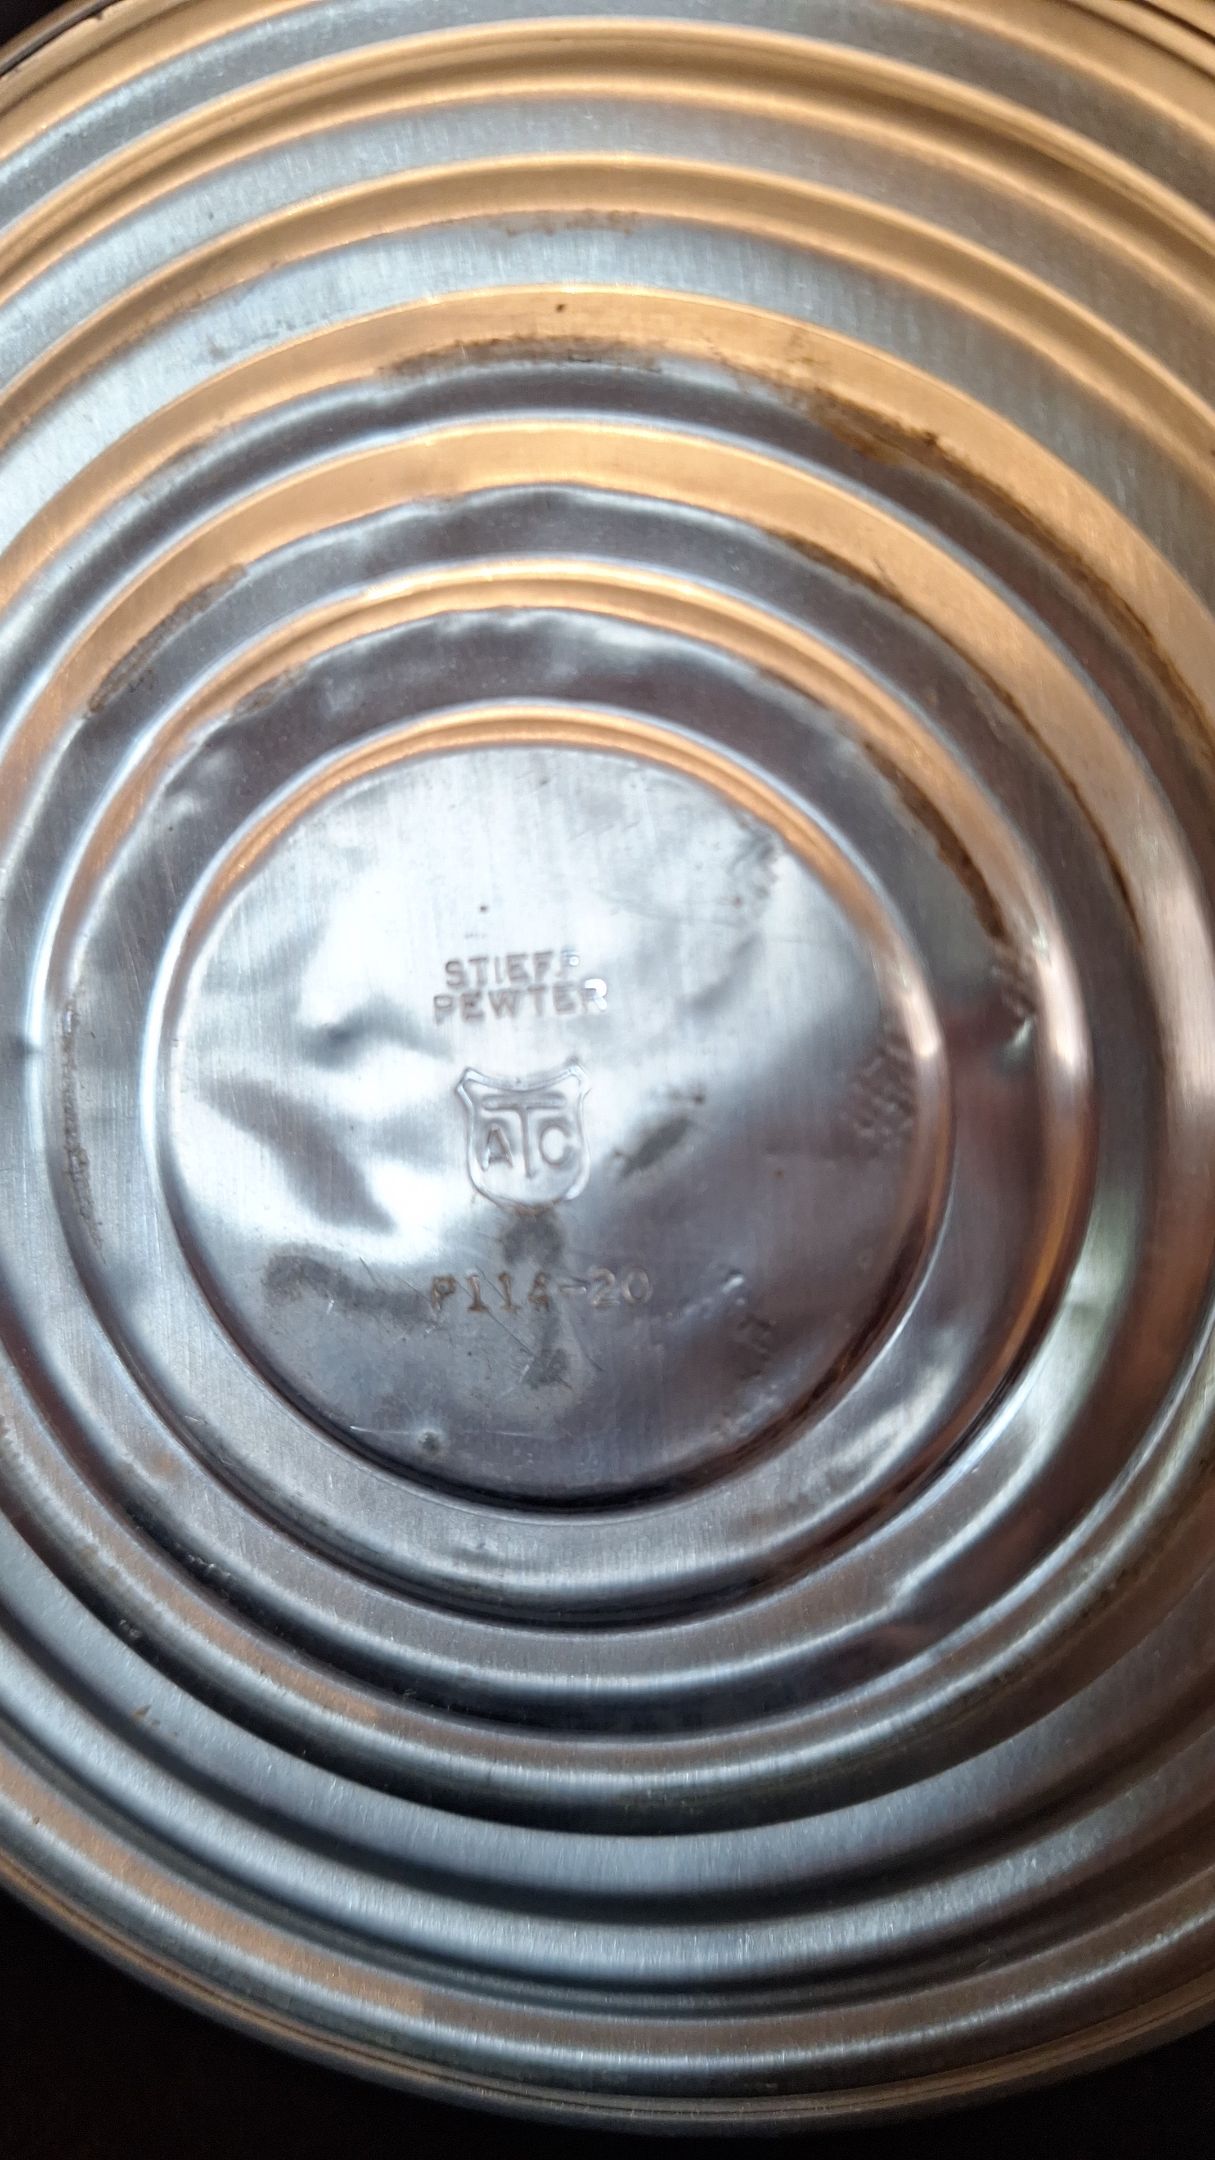 STIEFF
PEWTER
ATC
P114-20